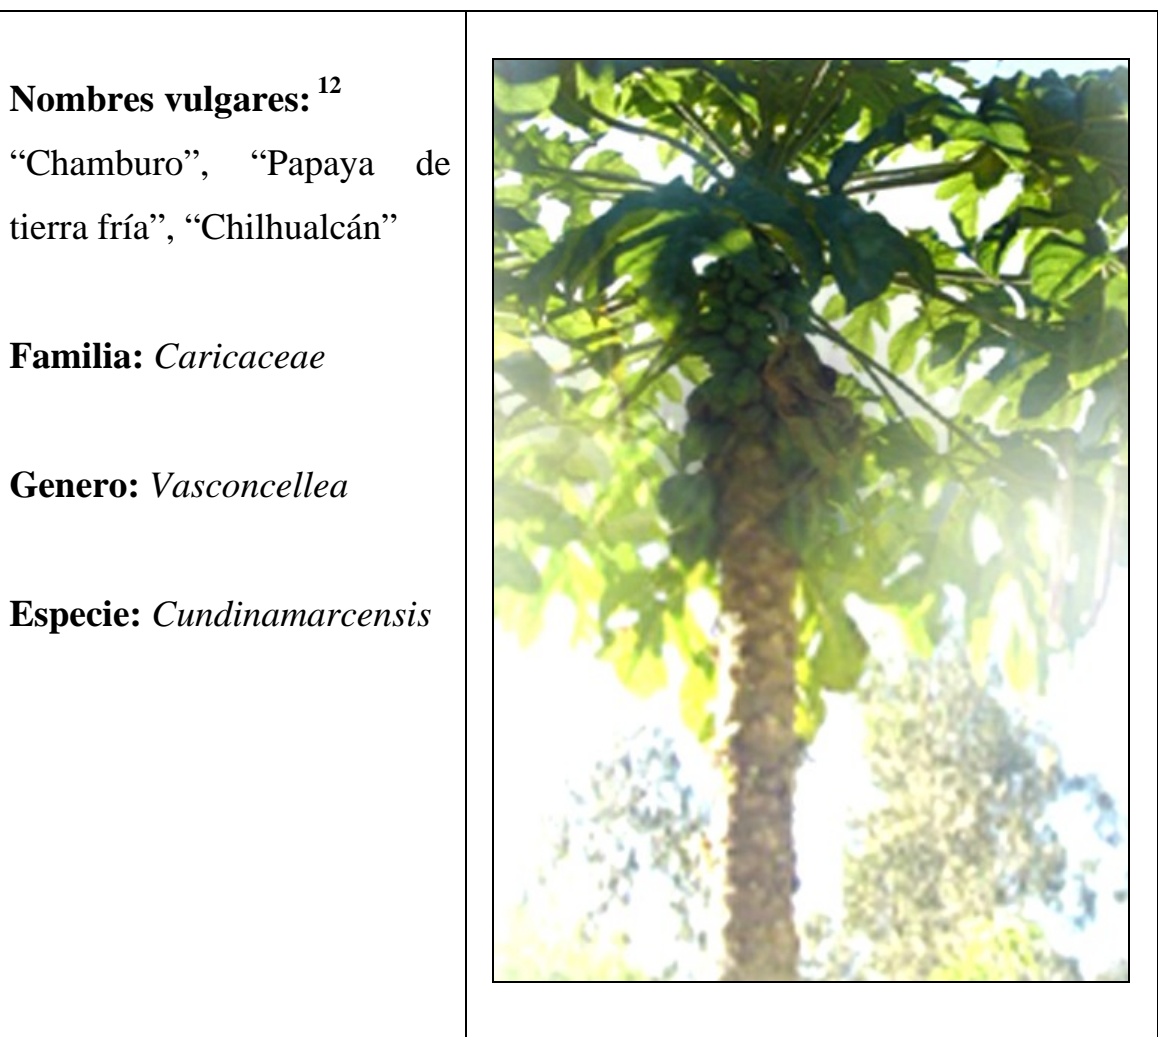 Nombres vulgares: 12
“Chamburo”, “Papaya de
tierra fría”, “Chilhualcán”
Familia: Caricaceae
Genero: Vasconcellea
Especie: Cundinamarcensis